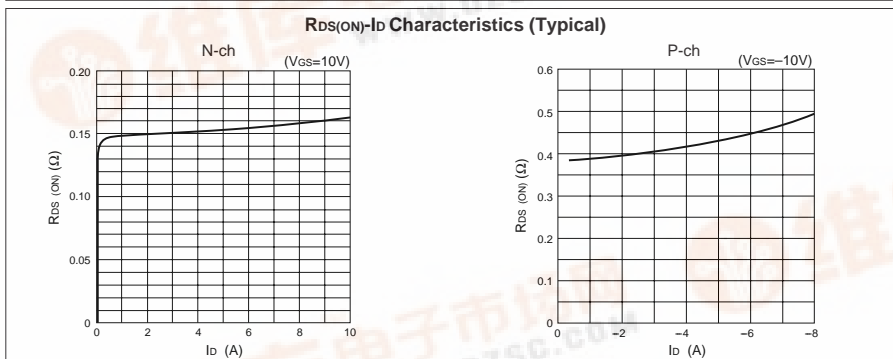 RDS(ON)-ID Characteristics (Typical)
N-ch
(VGS=10V)
0.20
0.15
0.10
0.05
0
RDS (ON) (Ω)
0
2
4
6
8
10
ID (A)
P-ch
(VGS=–10V)
0.6
0.5
0.4
0.3
0.2
0.1
0
RDS (ON) (Ω)
0
–2
–4
–6
–8
ID (A)